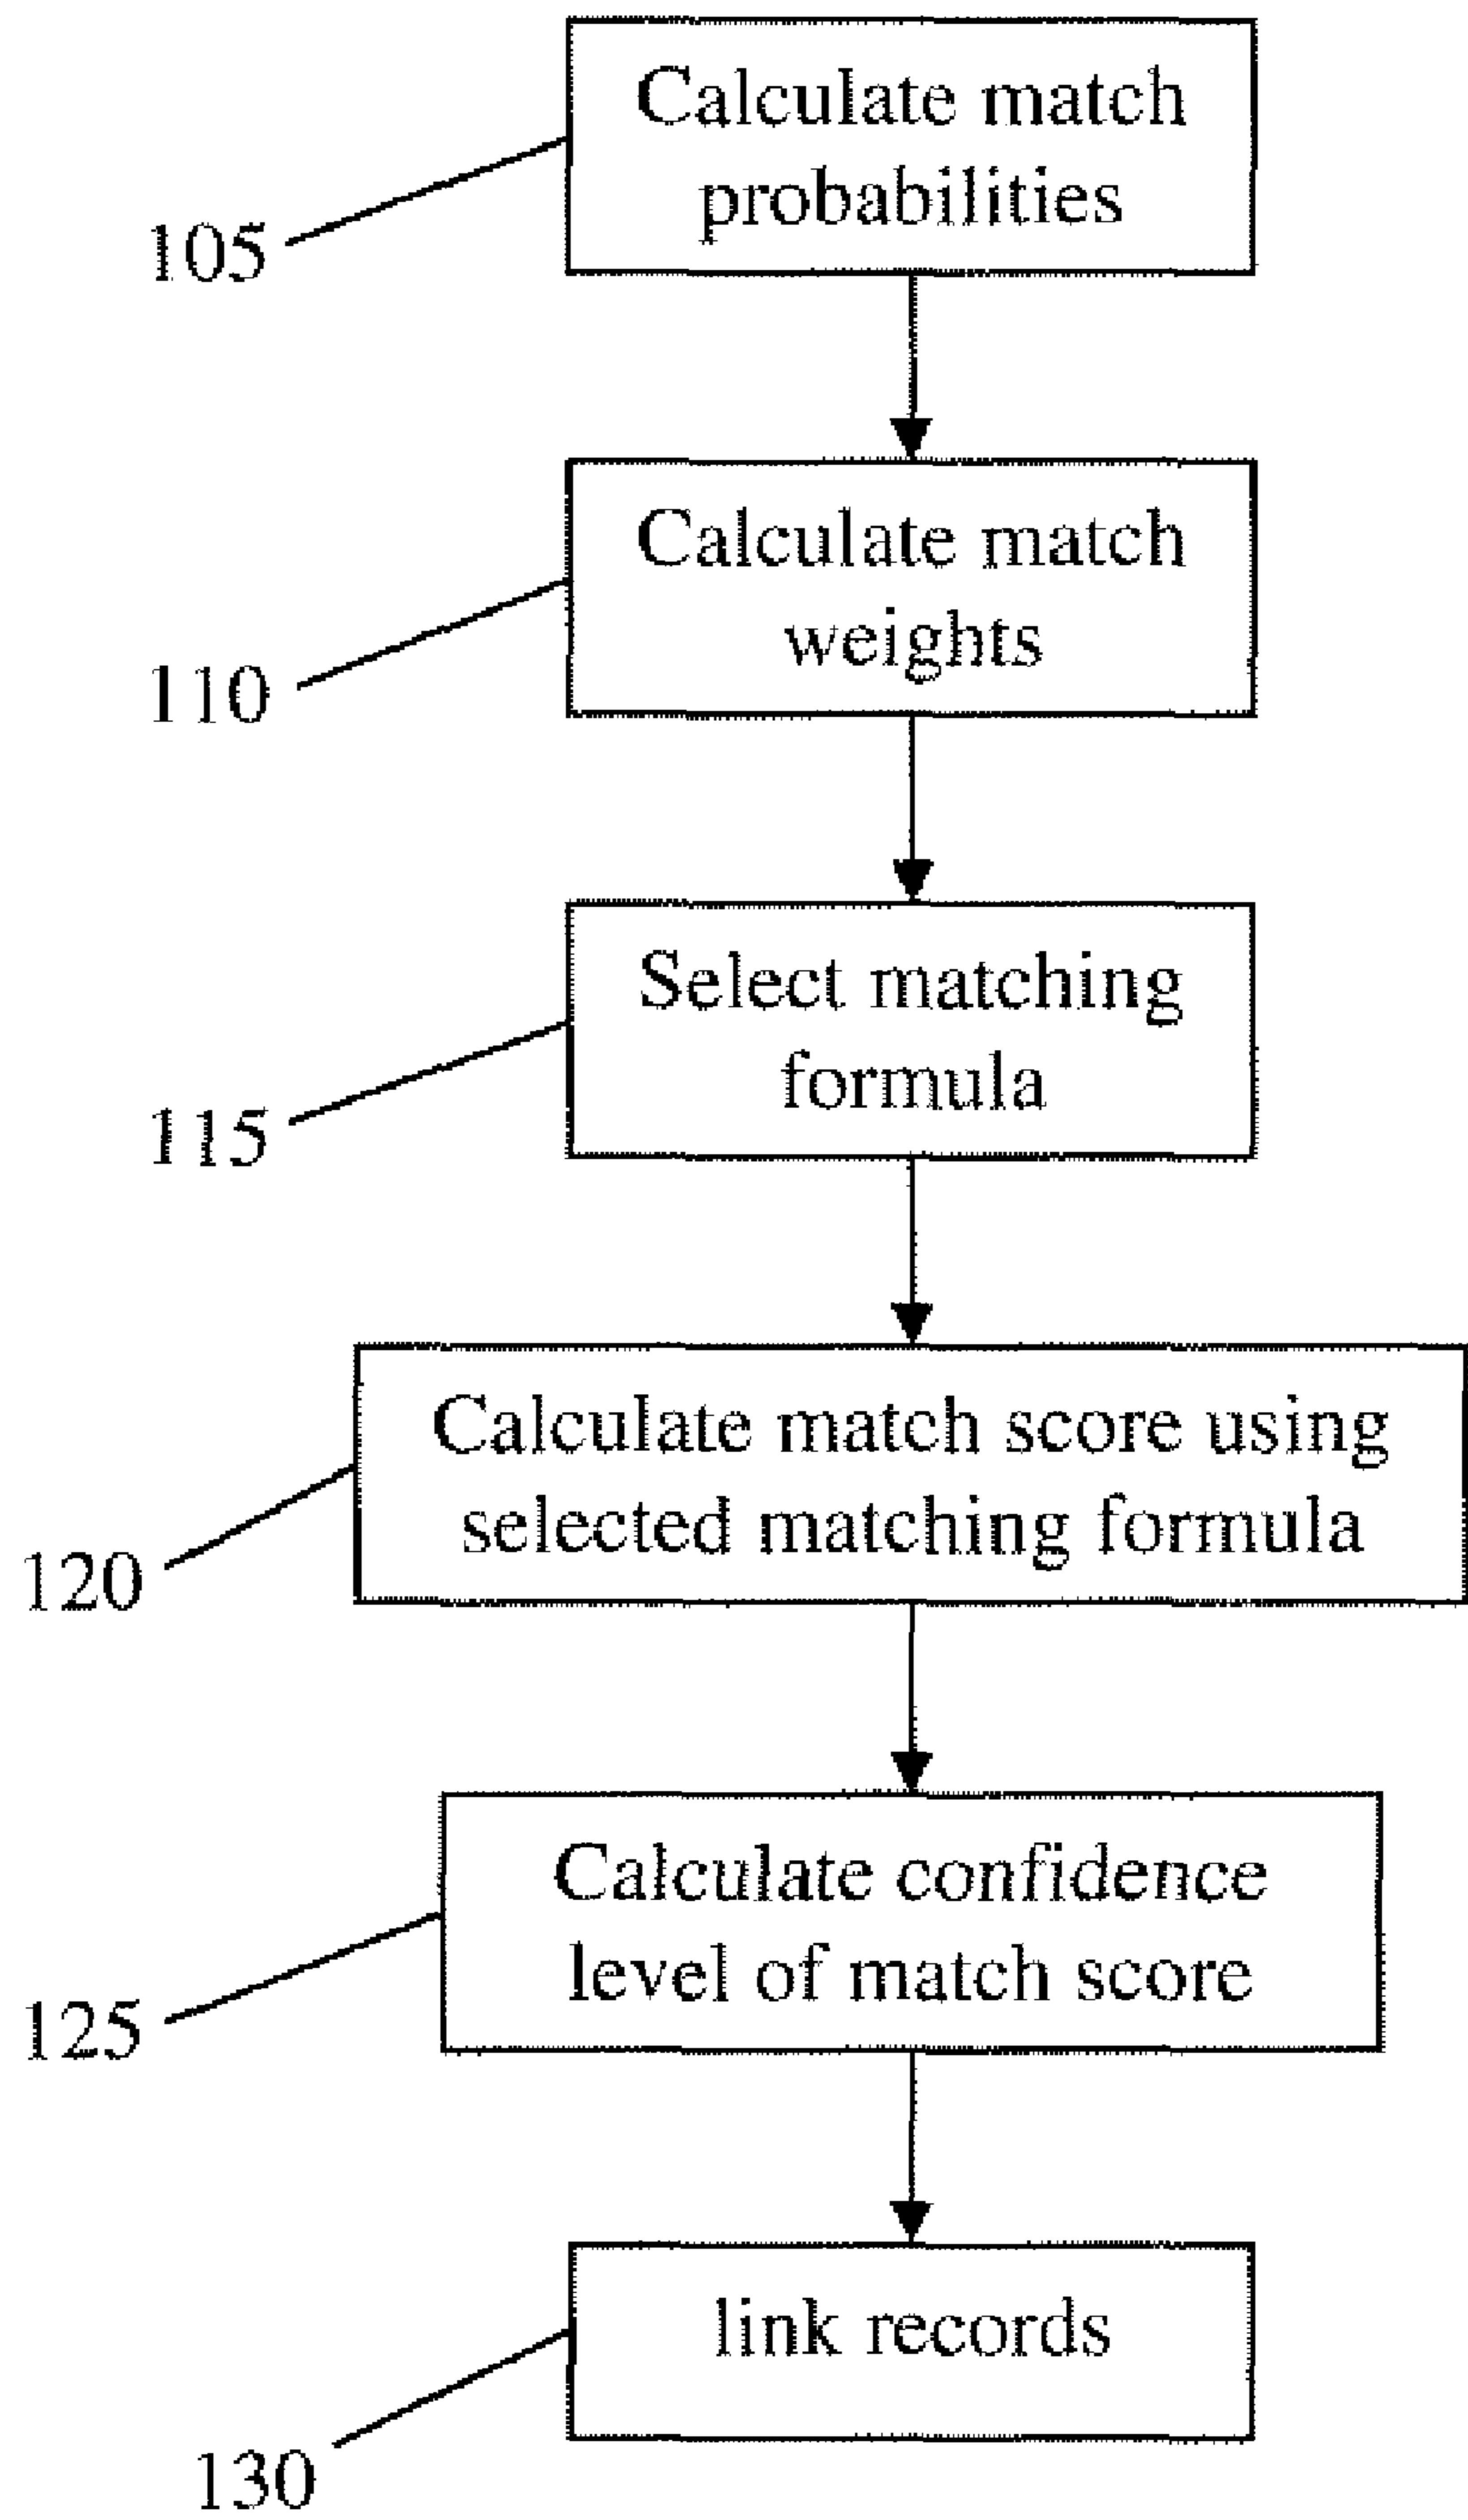 Calculate match
probabilities
105
Calculate match
weights
110
Select matching
formula
115
Calculate match score using
selected matching formula
120
Calculate confidence
level of match score
125
link records
130